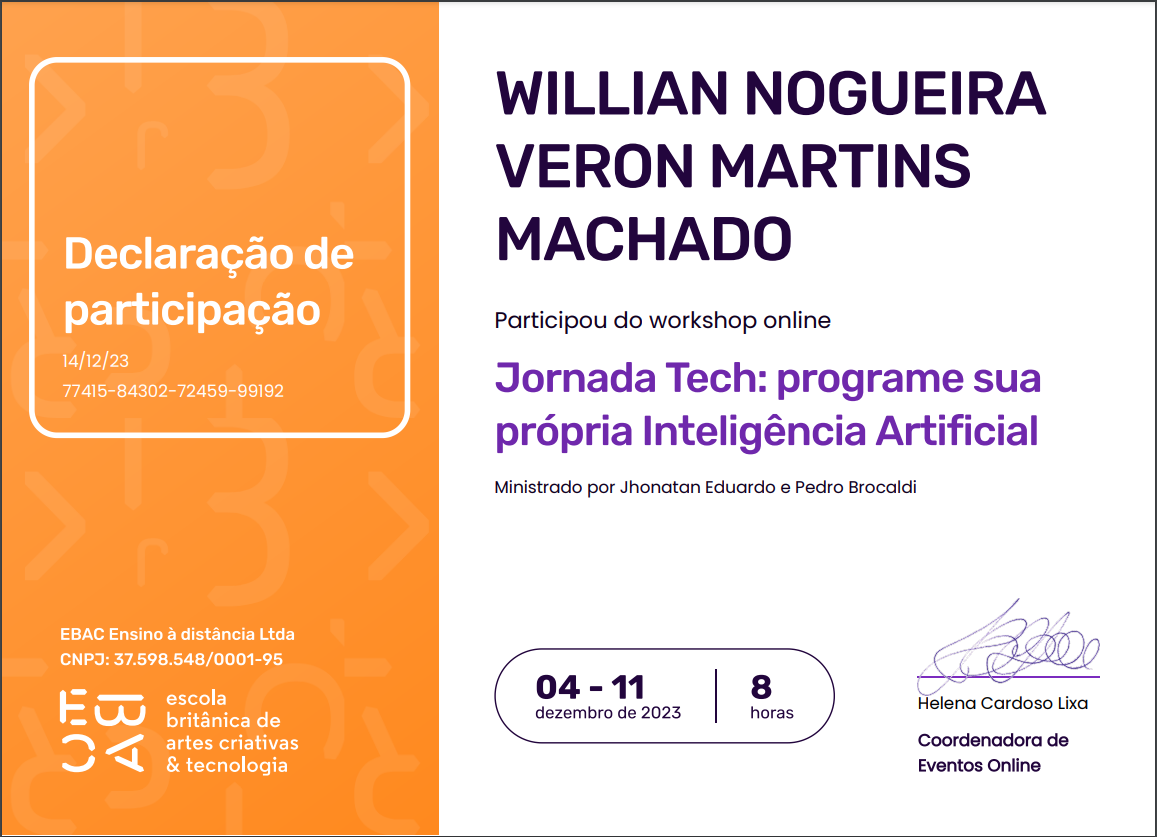 Declaração de
participação
14/12/23
77415-84302-72459-99192
EBAC Ensino à distância Ltda
CNPJ: 37.598.548/0001-95
EBAC
escola
britânica de
artes criativas
& tecnologia
WILLIAN NOGUEIRA
VERON MARTINS
MACHADO
Participou do workshop online
Jornada Tech: programe sua
própria Inteligência Artificial
Ministrado por Jhonatan Eduardo e Pedro Brocaldi
04 - 11
dezembro de 2023
8
horas
Helena Cardoso Lixa
Coordenadora de
Eventos Online